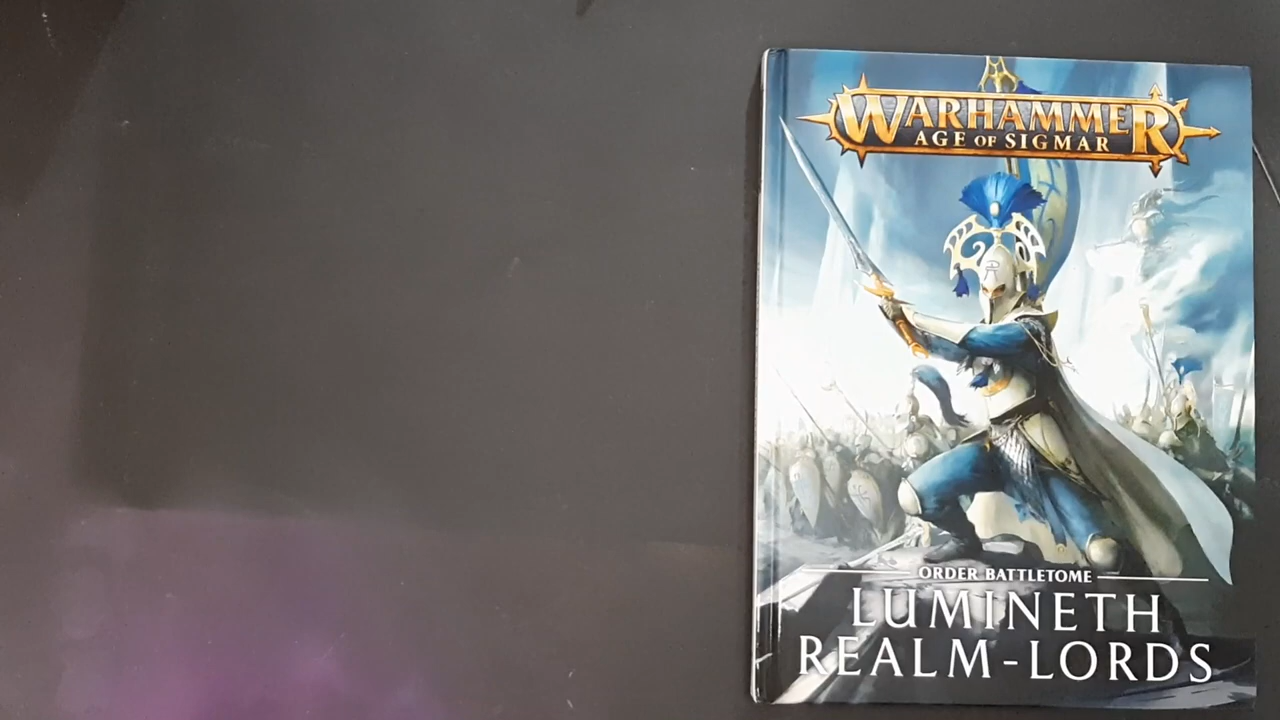 WARHAMMER
AGE OF SIGMAR
ORDER BATTLETOME
LUMINETH
REALM-LORDS